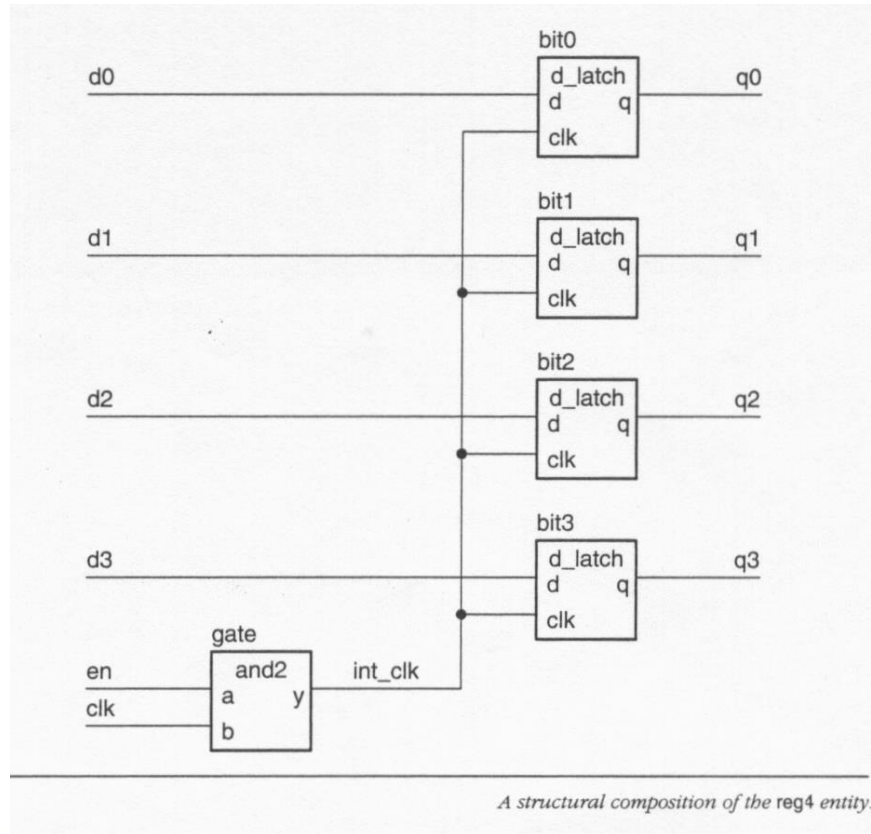 bit0
d0
d_latch
q0
d
q
clk
bit1
d1
d_latch
q1
d
q
clk
bit2
d2
d_latch
q2
d
q
clk
bit3
d3
d_latch
q3
d
q
clk
gate
en
and2
int_clk
a
y
clk
b
A structural composition of the reg4 entity.